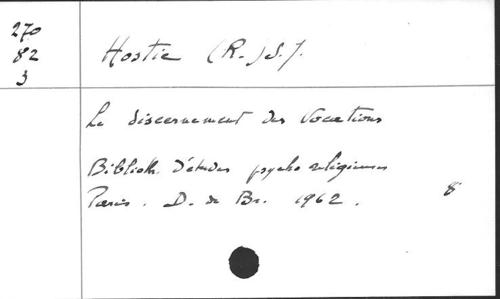 270
82
3
Hostie (R.) S.J.
Le discernement des vocations
Biblioth. d'études psycho religieuses
Paris. D. de Br. 1962.
8